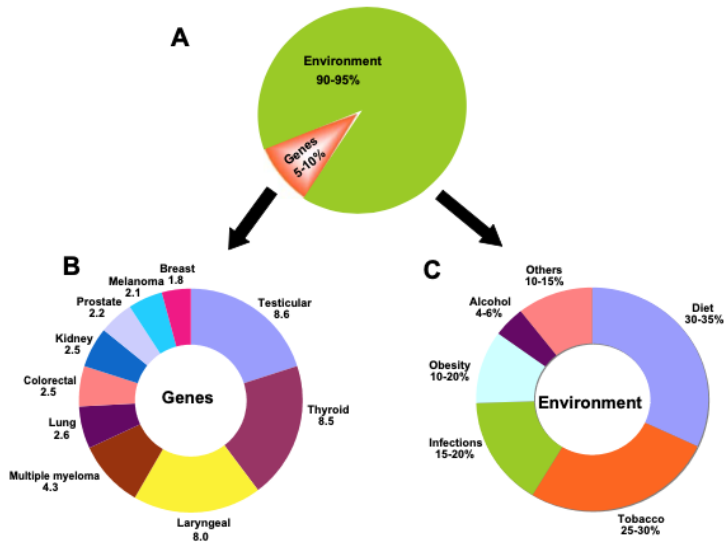 A
Environment
90-95%
Genes
5-10%
B
Breast
1.8
Melanoma
2.1
Prostate
2.2
Kidney
2.5
Colorectal
2.5
Lung
2.6
Multiple myeloma
4.3
Laryngeal
8.0
Thyroid
8.5
Testicular
8.6
Genes
C
Others
10-15%
Alcohol
4-6%
Obesity
10-20%
Infections
15-20%
Tobacco
25-30%
Diet
30-35%
Environment